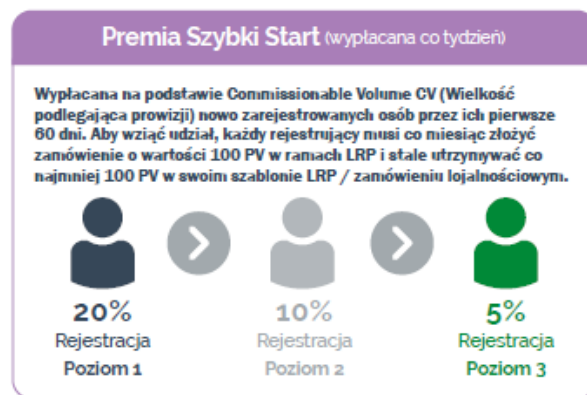 Premia Szybki Start (wypłacana co tydzień)
Wypłacana na podstawie Commissionable Volume CV (Wielkość
podlegająca prowizji) nowo zarejestrowanych osób przez ich pierwsze
60 dni. Aby wziąć udział, każdy rejestrujący musi co miesiąc złożyć
zamówienie o wartości 100 PV w ramach LRP i stale utrzymywać co
najmniej 100 PV w swoim szablonie LRP / zamówieniu lojalnościowym.
20% 10% 5%
Rejestracja Rejestracja Rejestracja
Poziom 1 Poziom 2 Poziom 3